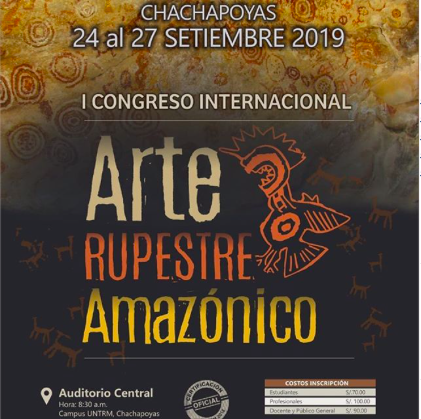 CHACHAPOYAS
24 al 27 SETIEMBRE 2019
I CONGRESO INTERNACIONAL
Arte
RUPESTRE
Amazónico
Auditorio Central
Hora: 8:30 a.m.
Campus UNTRM, Chachapoyas
CERTIFICACIÓN
OFICIAL
COSTOS INSCRIPCIÓN
Estudiantes S/.70.00
Profesionales S/. 100.00
Docente y Público General S/. 90.00